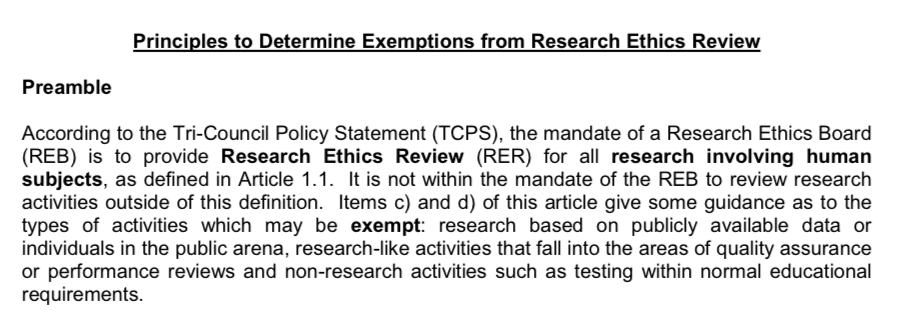 Principles to Determine Exemptions from Research Ethics Review
Preamble
According to the Tri-Council Policy Statement (TCPS), the mandate of a Research Ethics Board
(REB) is to provide Research Ethics Review (RER) for all research involving human
subjects, as defined in Article 1.1.  It is not within the mandate of the REB to review research
activities outside of this definition.  Items c) and d) of this article give some guidance as to the
types of activities which may be exempt: research based on publicly available data or
individuals in the public arena, research-like activities that fall into the areas of quality assurance
or performance reviews and non-research activities such as testing within normal educational
requirements.